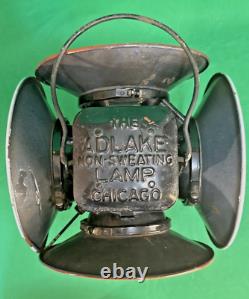 THE
ADLAKE
NON-SWEATING
LAMP
CHICAGO